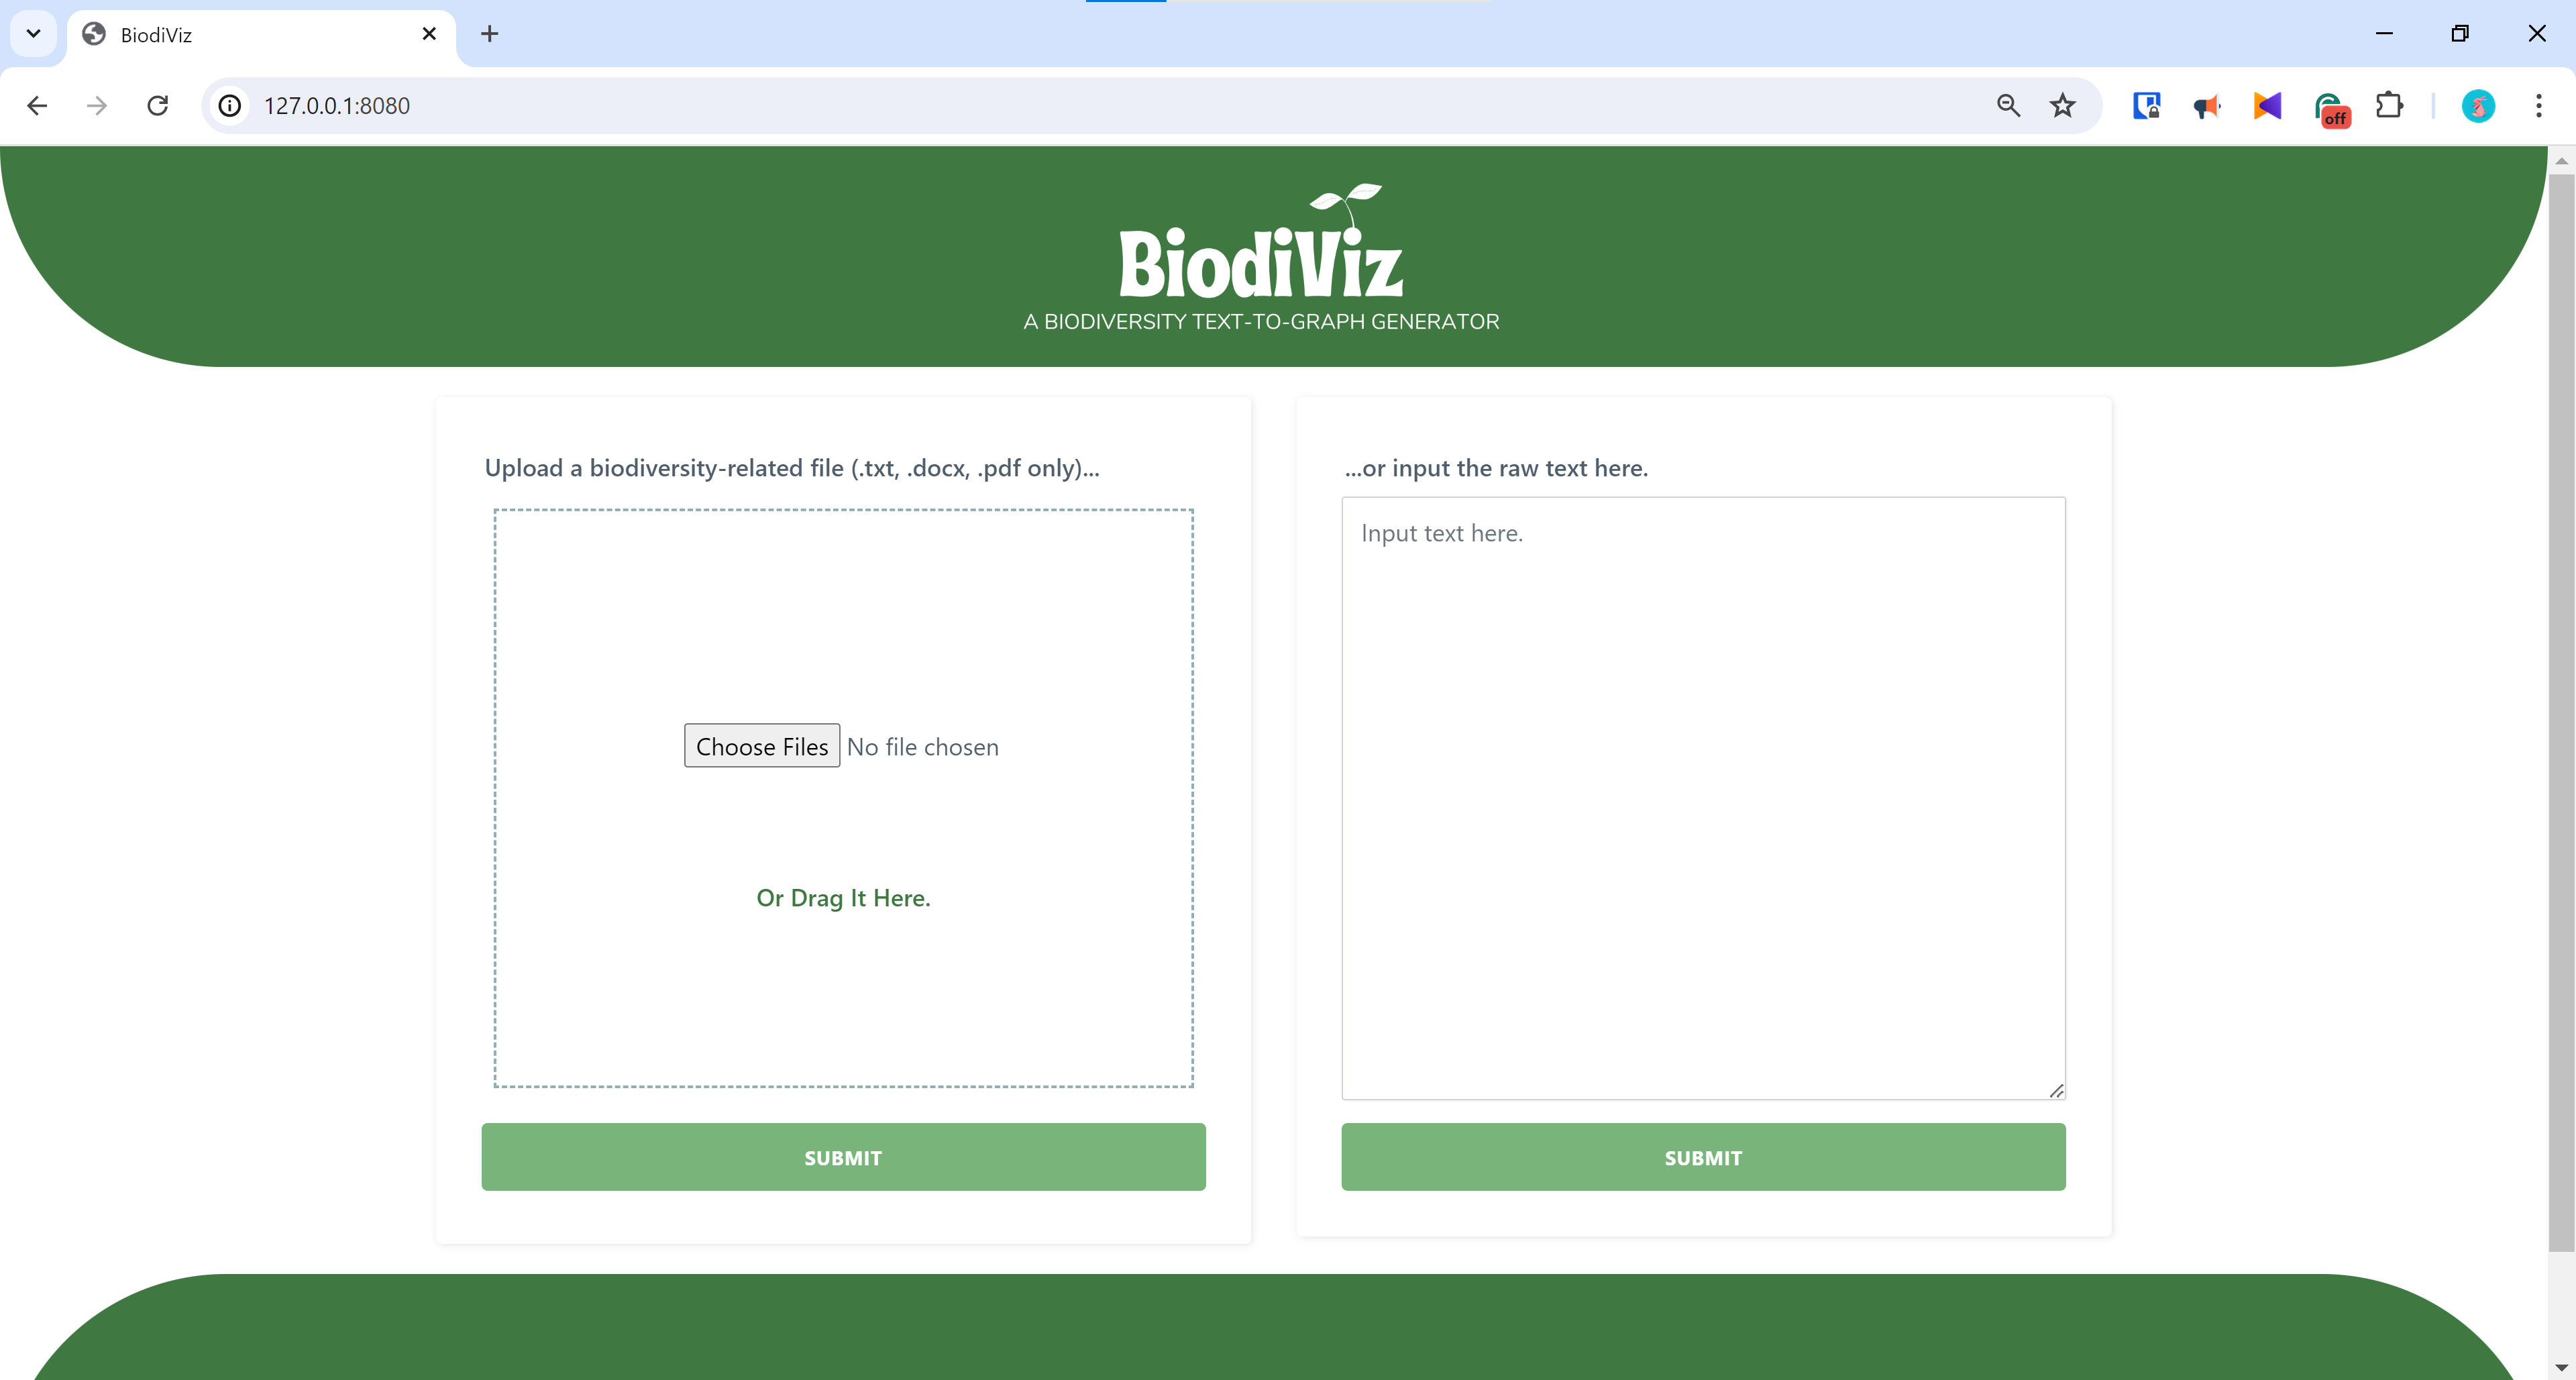 BiodiViz
127.0.0.1:8080
off
BiodiViz
A BIODIVERSITY TEXT-TO-GRAPH GENERATOR
Upload a biodiversity-related file (.txt, .docx, .pdf only)...
Choose Files No file chosen
Or Drag It Here.
SUBMIT
...or input the raw text here.
Input text here.
SUBMIT